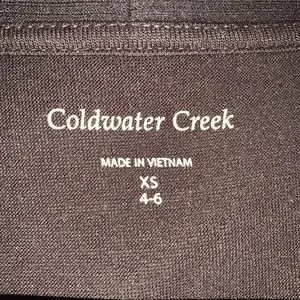 Coldwater Creek
MADE IN VIETNAM
XS
4-6